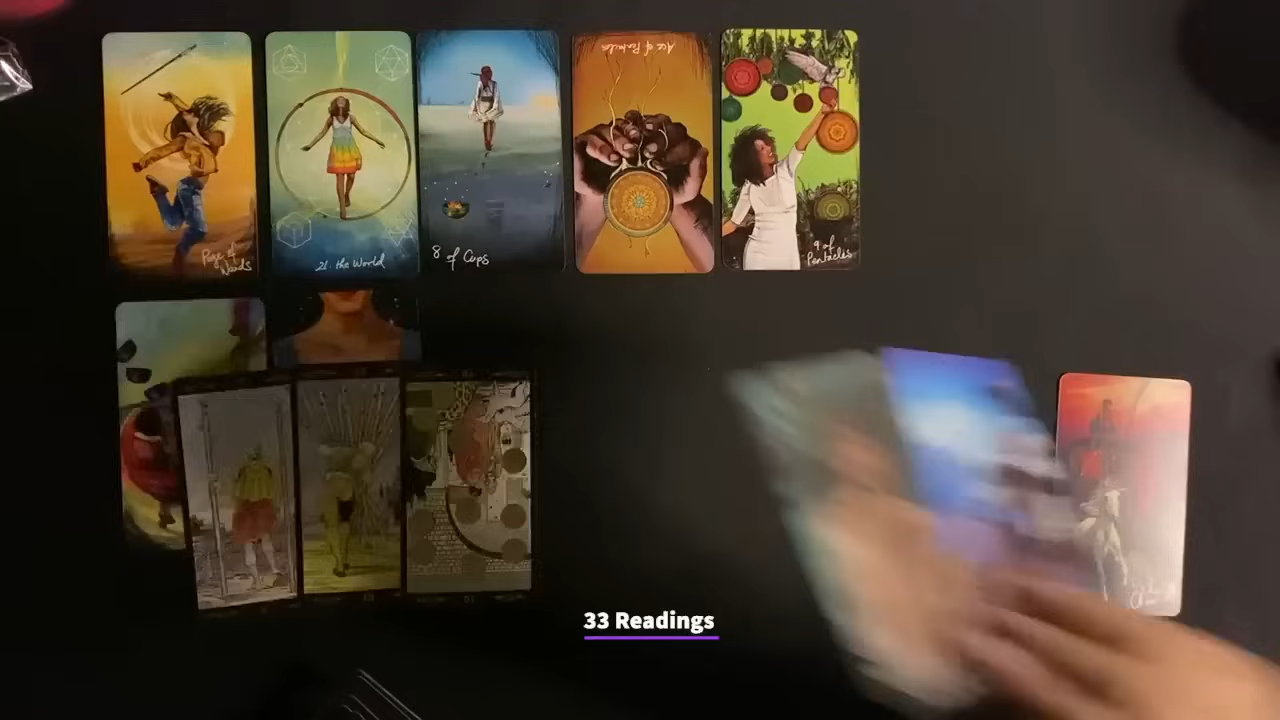 Page of
Wands
21. the World
8 of Cups
Ace of Pentacles
9 of
Pentacles
33 Readings